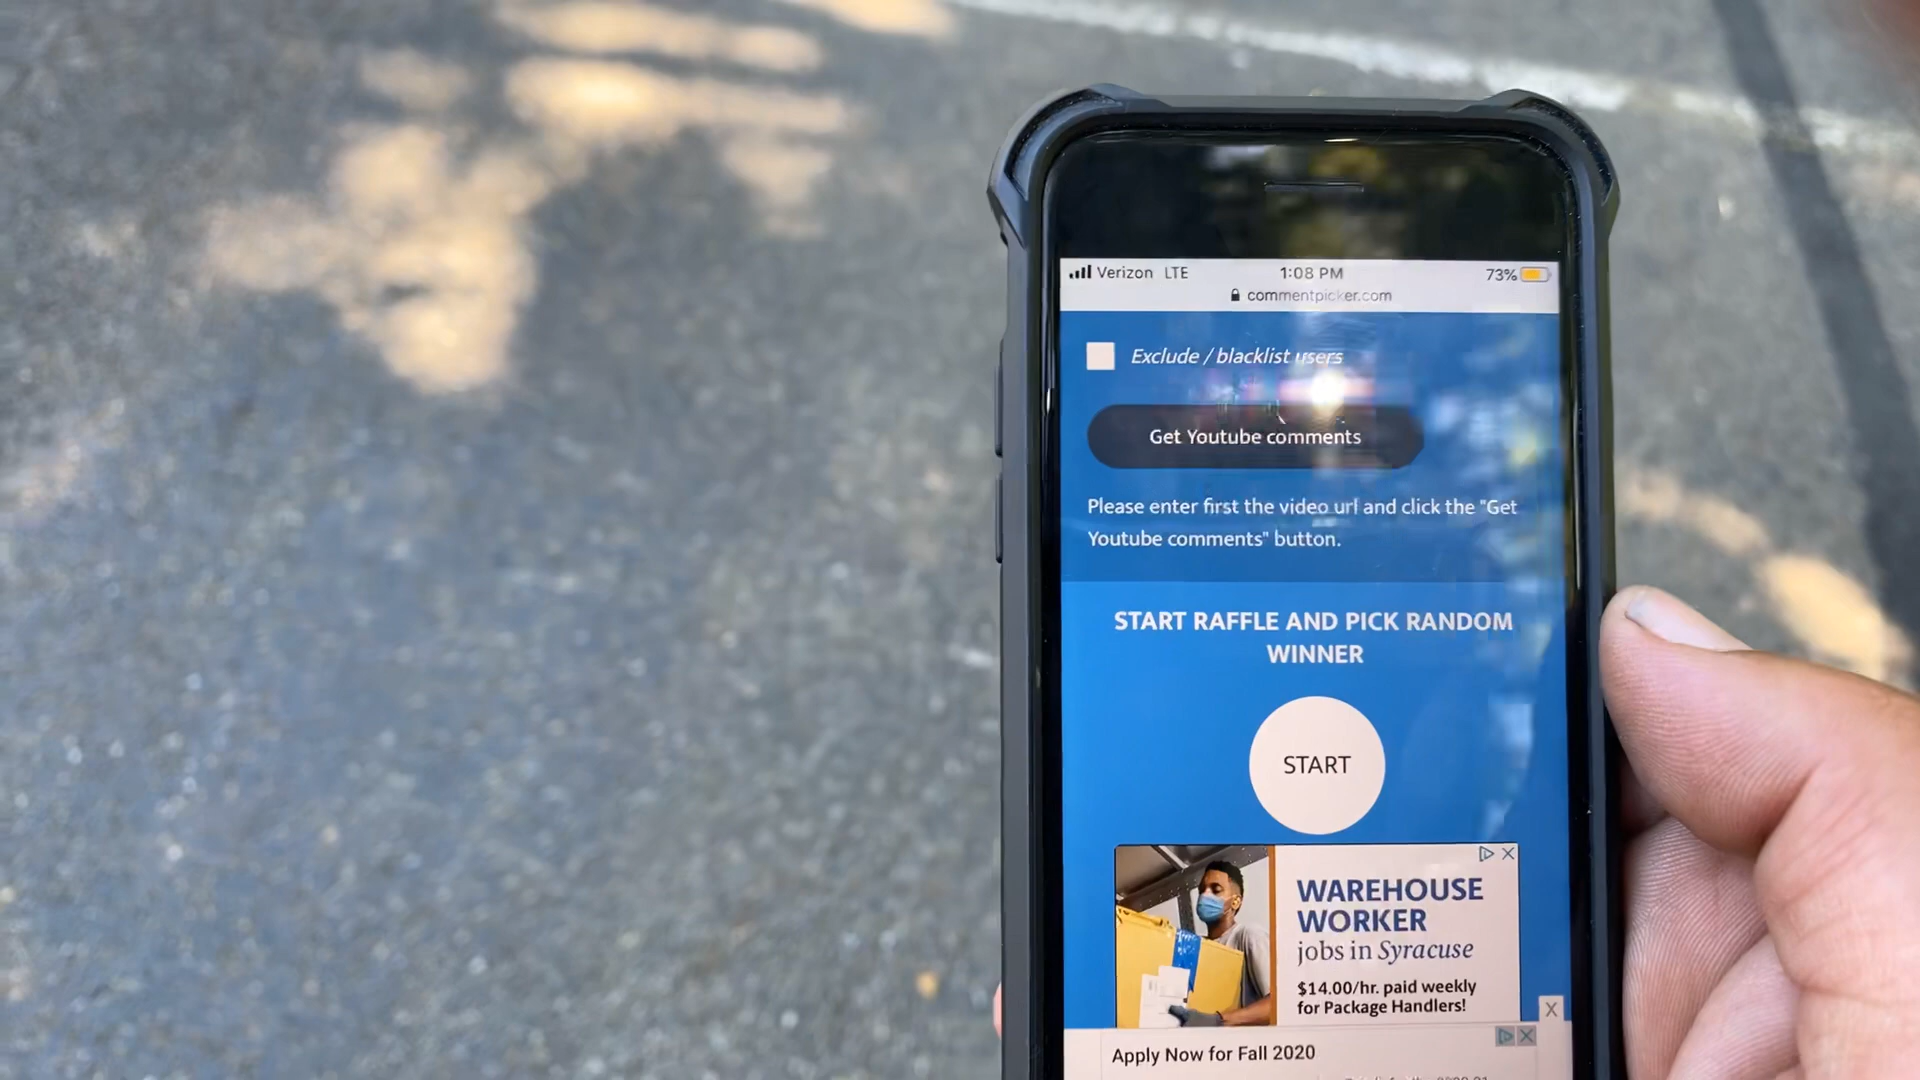 Verizon LTE 1:08 PM 73%
commentpicker.com
Exclude / blacklist users
Get Youtube comments
Please enter first the video url and click the "Get
Youtube comments" button.
START RAFFLE AND PICK RANDOM
WINNER
START
WAREHOUSE
WORKER
jobs in Syracuse
$14.00/hr. paid weekly
for Package Handlers!
X
Apply Now for Fall 2020